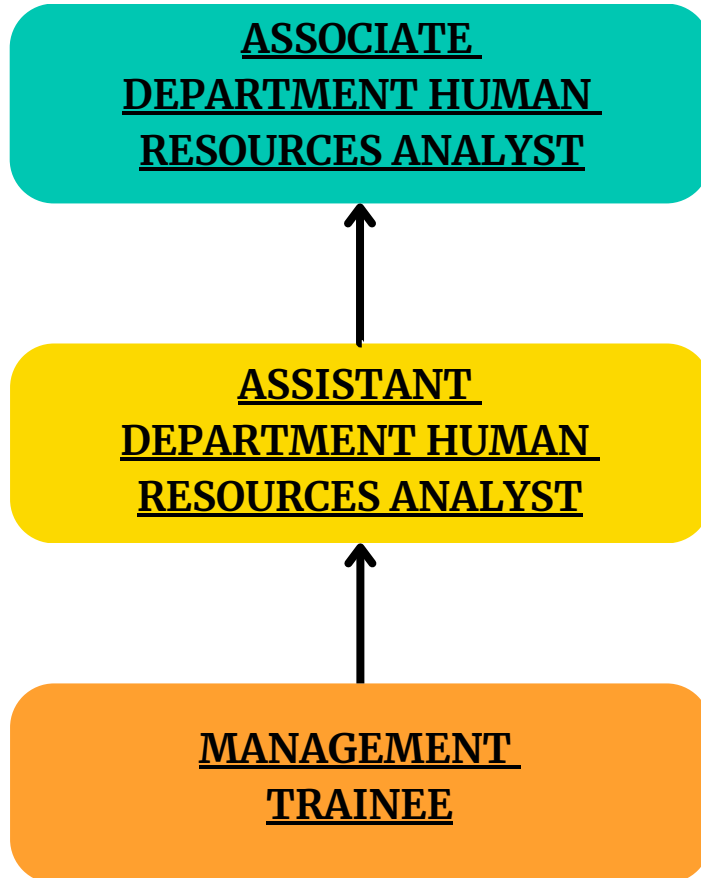 ASSOCIATE
DEPARTMENT HUMAN
RESOURCES ANALYST
ASSISTANT
DEPARTMENT HUMAN
RESOURCES ANALYST
MANAGEMENT
TRAINEE